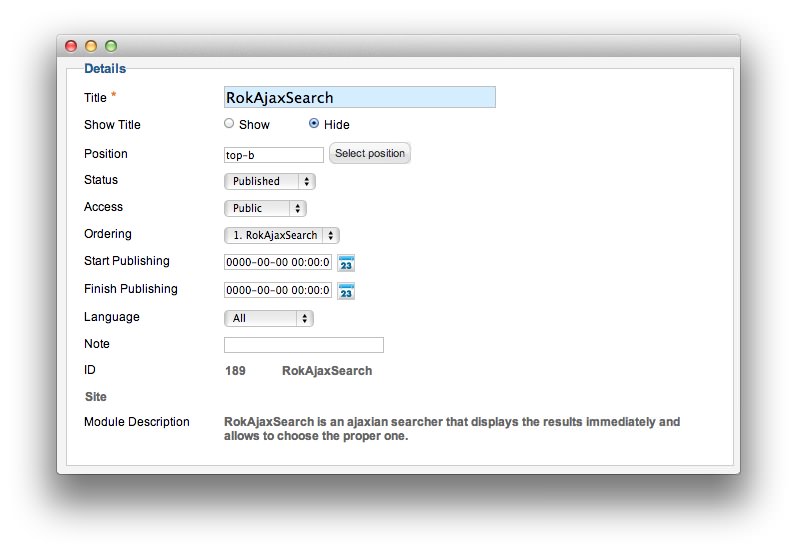 Details
Title * RokAjaxSearch
Show Title Show Hide
Position top-b Select position
Status Published
Access Public
Ordering 1. RokAjaxSearch
Start Publishing 0000-00-00 00:00:0 23
Finish Publishing 0000-00-00 00:00:0 23
Language All
Note
ID 189 RokAjaxSearch
Site
Module Description RokAjaxSearch is an ajaxian searcher that displays the results immediately and
allows to choose the proper one.